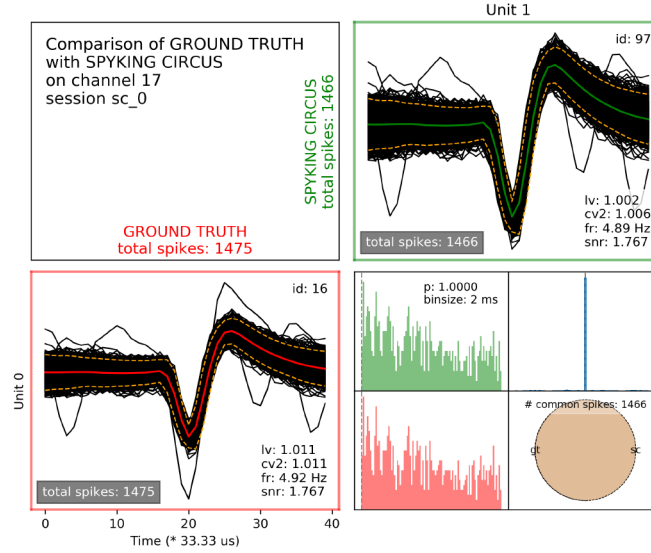 Unit 1
Comparison of GROUND TRUTH
with SPYKING CIRCUS
on channel 17
session sc_0
SPYKING CIRCUS
total spikes: 1466
GROUND TRUTH
total spikes: 1475
id: 97
lv: 1.002
cv2: 1.006
fr: 4.89 Hz
snr: 1.767
total spikes: 1466
Unit 0
id: 16
lv: 1.011
cv2: 1.011
fr: 4.92 Hz
snr: 1.767
total spikes: 1475
0 10 20 30 40
Time (* 33.33 us)
p: 1.0000
binsize: 2 ms
# common spikes: 1466
gt
sc